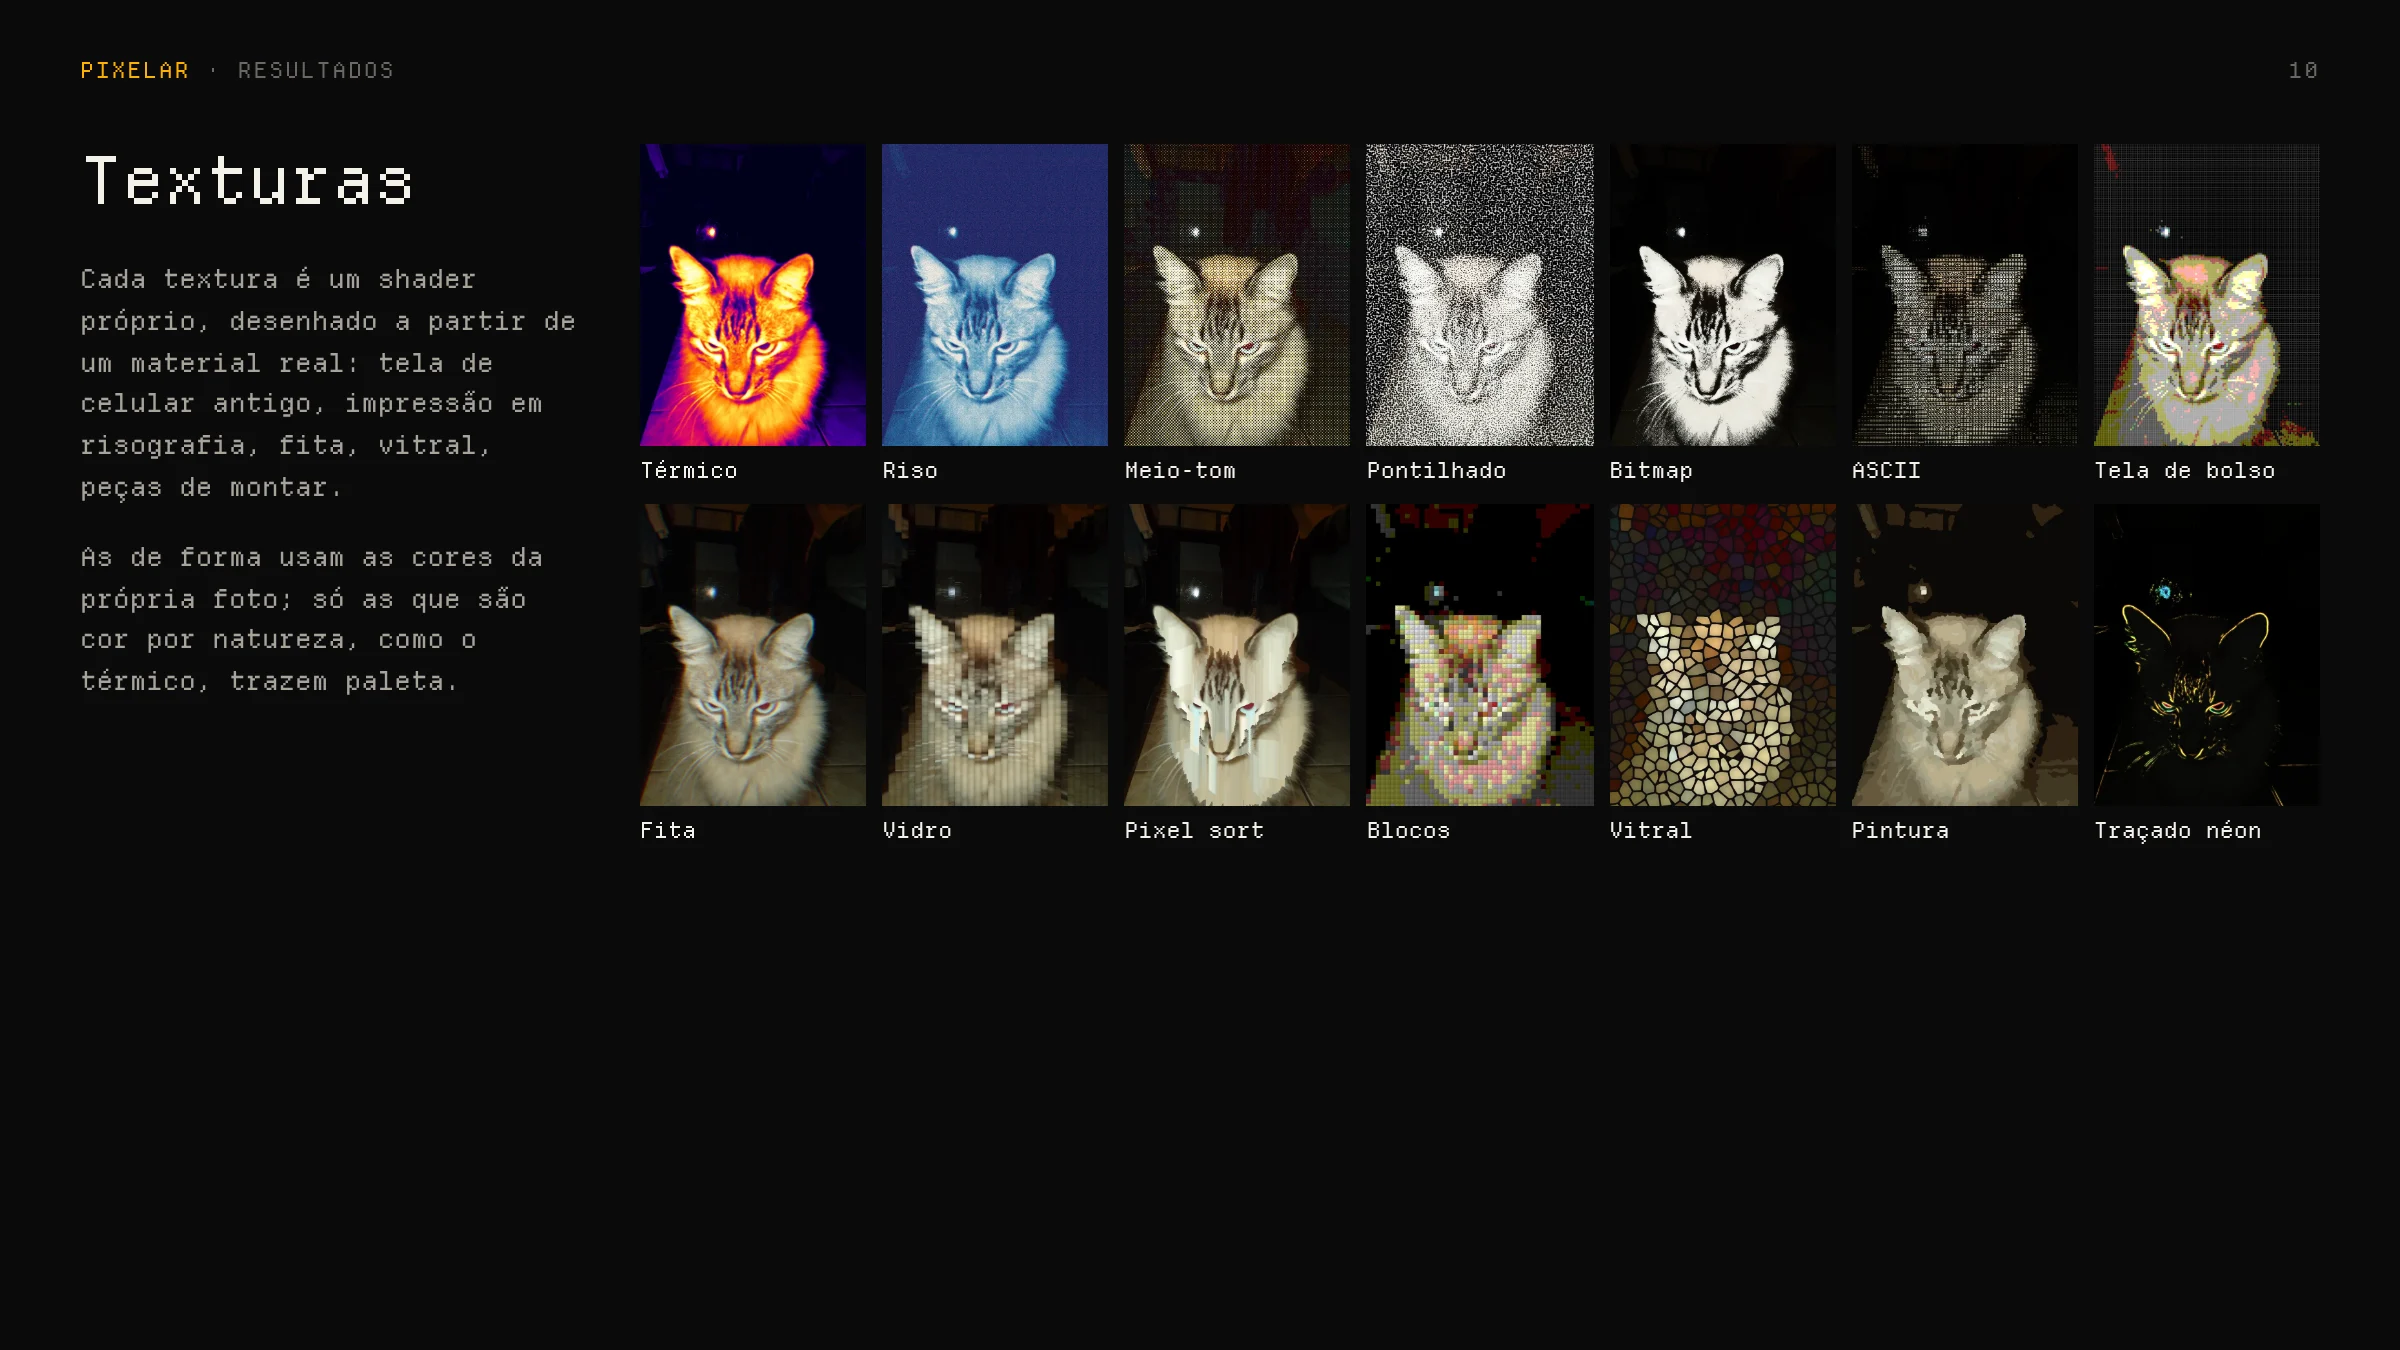 PIXELAR · RESULTADOS
10
Texturas
Cada textura é um shader
próprio, desenhado a partir de
um material real: tela de
celular antigo, impressão em
risografia, fita, vitral,
peças de montar.
As de forma usam as cores da
própria foto; só as que são
cor por natureza, como o
térmico, trazem paleta.
Térmico
Riso
Meio-tom
Pontilhado
Bitmap
ASCII
Tela de bolso
Fita
Vidro
Pixel sort
Blocos
Vitral
Pintura
Traçado néon